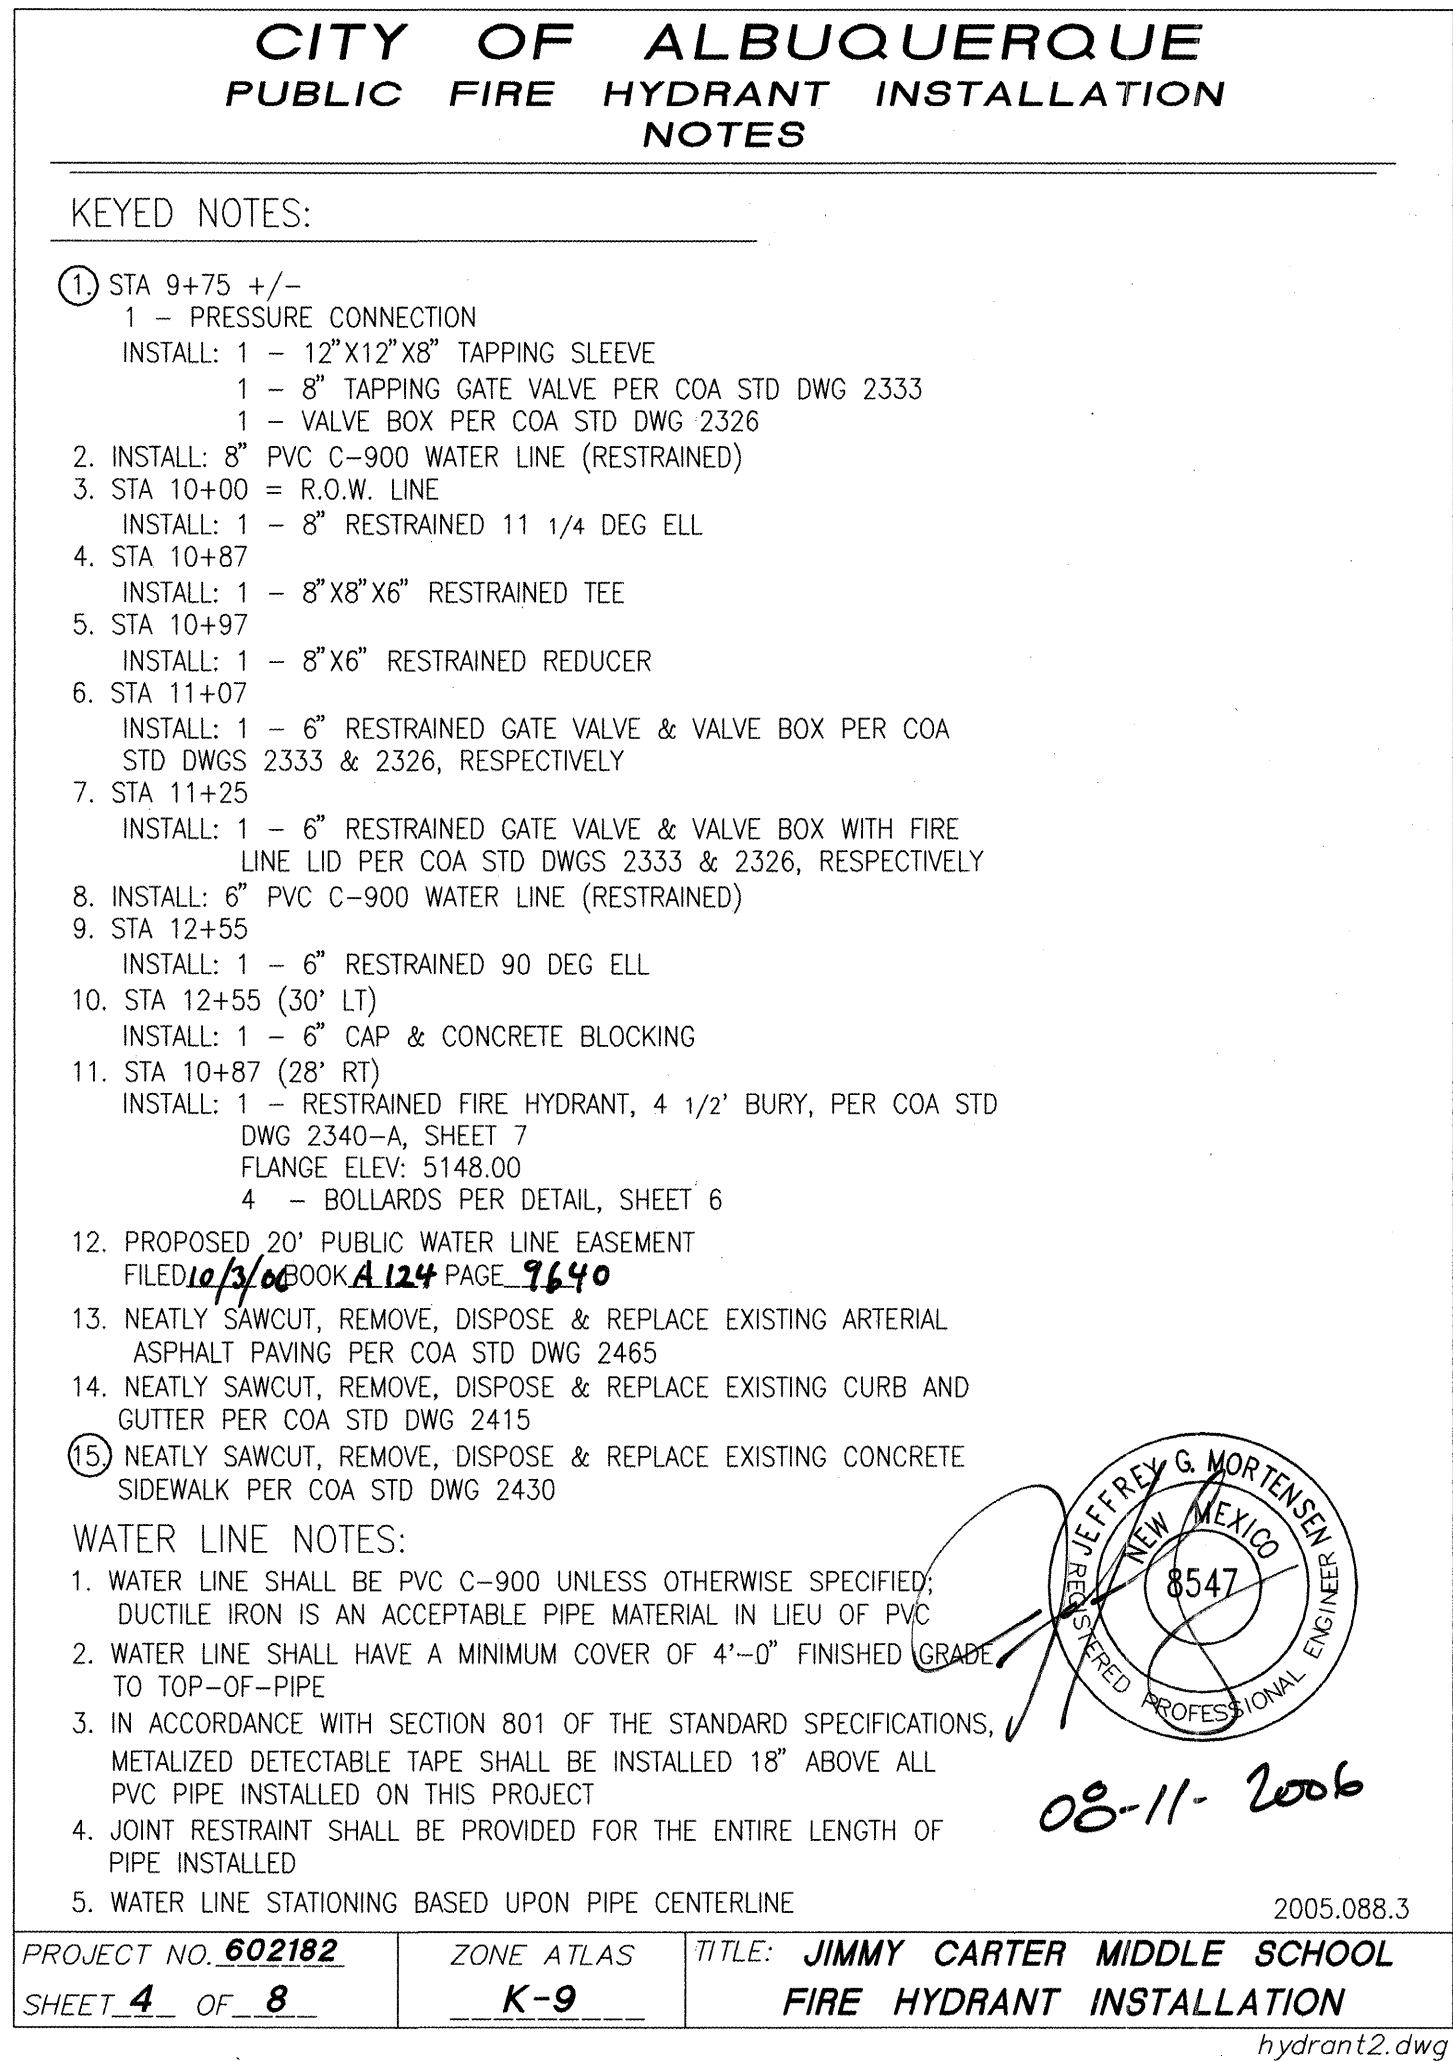 CITY OF ALBUQUERQUE
PUBLIC FIRE HYDRANT INSTALLATION
NOTES
KEYED NOTES:
1. STA 9+75 +/-
1 - PRESSURE CONNECTION
INSTALL: 1 - 12"X12"X8" TAPPING SLEEVE
1 - 8" TAPPING GATE VALVE PER COA STD DWG 2333
1 - VALVE BOX PER COA STD DWG 2326
2. INSTALL: 8" PVC C-900 WATER LINE (RESTRAINED)
3. STA 10+00 = R.O.W. LINE
INSTALL: 1 - 8" RESTRAINED 11 1/4 DEG ELL
4. STA 10+87
INSTALL: 1 - 8"X8"X6" RESTRAINED TEE
5. STA 10+97
INSTALL: 1 - 8"X6" RESTRAINED REDUCER
6. STA 11+07
INSTALL: 1 - 6" RESTRAINED GATE VALVE & VALVE BOX PER COA
STD DWGS 2333 & 2326, RESPECTIVELY
7. STA 11+25
INSTALL: 1 - 6" RESTRAINED GATE VALVE & VALVE BOX WITH FIRE
LINE LID PER COA STD DWGS 2333 & 2326, RESPECTIVELY
8. INSTALL: 6" PVC C-900 WATER LINE (RESTRAINED)
9. STA 12+55
INSTALL: 1 - 6" RESTRAINED 90 DEG ELL
10. STA 12+55 (30' LT)
INSTALL: 1 - 6" CAP & CONCRETE BLOCKING
11. STA 10+87 (28' RT)
INSTALL: 1 - RESTRAINED FIRE HYDRANT, 4 1/2' BURY, PER COA STD
DWG 2340-A, SHEET 7
FLANGE ELEV: 5148.00
4 - BOLLARDS PER DETAIL, SHEET 6
12. PROPOSED 20' PUBLIC WATER LINE EASEMENT
FILED 10/3/06 BOOK A 124 PAGE 9640
13. NEATLY SAWCUT, REMOVE, DISPOSE & REPLACE EXISTING ARTERIAL
ASPHALT PAVING PER COA STD DWG 2465
14. NEATLY SAWCUT, REMOVE, DISPOSE & REPLACE EXISTING CURB AND
GUTTER PER COA STD DWG 2415
15. NEATLY SAWCUT, REMOVE, DISPOSE & REPLACE EXISTING CONCRETE
SIDEWALK PER COA STD DWG 2430
WATER LINE NOTES:
1. WATER LINE SHALL BE PVC C-900 UNLESS OTHERWISE SPECIFIED;
DUCTILE IRON IS AN ACCEPTABLE PIPE MATERIAL IN LIEU OF PVC
2. WATER LINE SHALL HAVE A MINIMUM COVER OF 4'-0" FINISHED GRADE
TO TOP-OF-PIPE
3. IN ACCORDANCE WITH SECTION 801 OF THE STANDARD SPECIFICATIONS,
METALIZED DETECTABLE TAPE SHALL BE INSTALLED 18" ABOVE ALL
PVC PIPE INSTALLED ON THIS PROJECT
4. JOINT RESTRAINT SHALL BE PROVIDED FOR THE ENTIRE LENGTH OF
PIPE INSTALLED
5. WATER LINE STATIONING BASED UPON PIPE CENTERLINE
JEFFREY G. MORTENSEN
NEW MEXICO
8547
REGISTERED PROFESSIONAL ENGINEER
08-11-2006
2005.088.3
PROJECT NO. 602182
SHEET 4 OF 8
ZONE ATLAS
K-9
TITLE: JIMMY CARTER MIDDLE SCHOOL
FIRE HYDRANT INSTALLATION
hydrant2.dwg